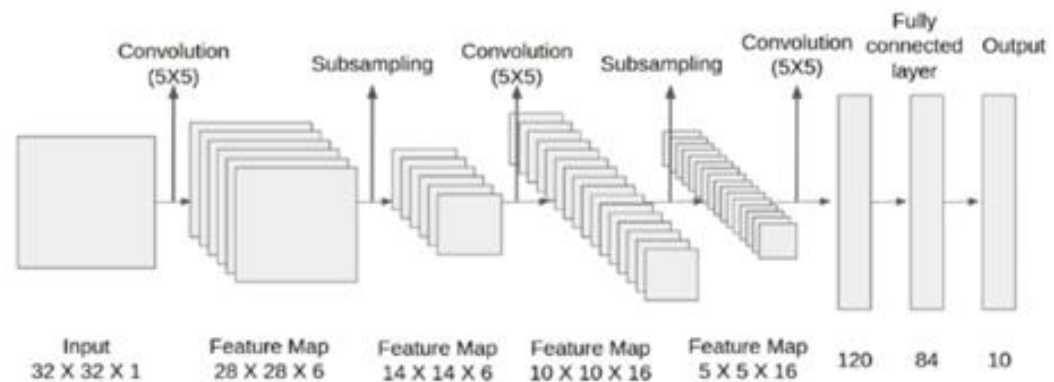 Convolution
(5X5)
Subsampling
Convolution
(5X5)
Subsampling
Convolution
(5X5)
Fully
connected
layer
Output
Input
32 X 32 X 1
Feature Map
28 X 28 X 6
Feature Map
14 X 14 X 6
Feature Map
10 X 10 X 16
Feature Map
5 X 5 X 16
120
84
10